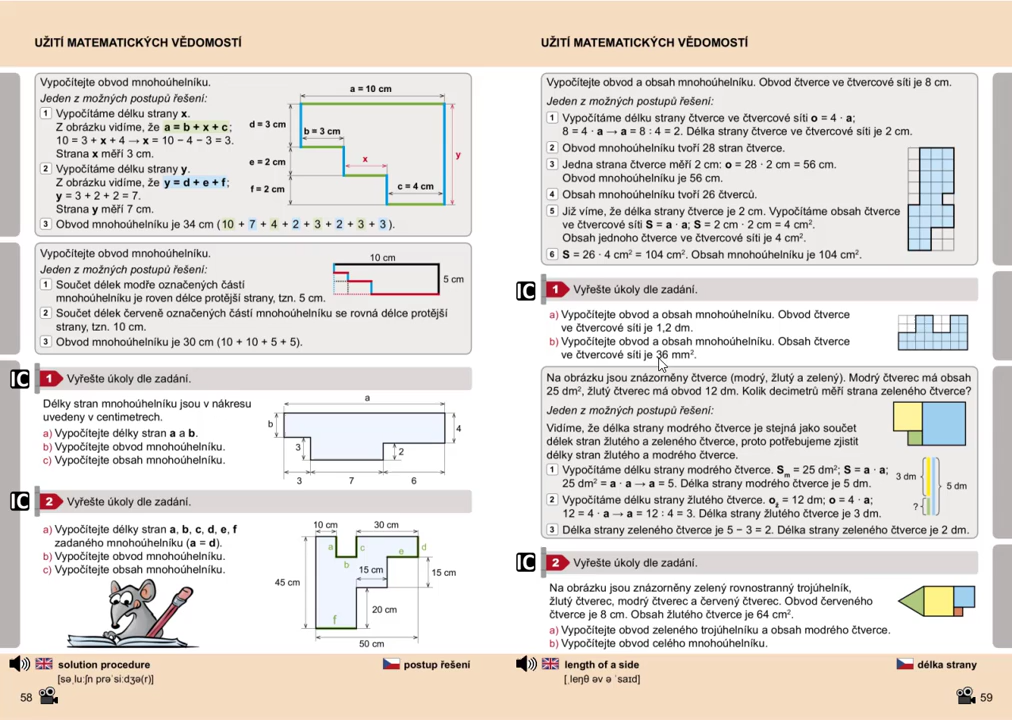 UŽITÍ MATEMATICKÝCH VĚDOMOSTÍ
Vypočítejte obvod mnohoúhelníku.
Jeden z možných postupů řešení:
1 Vypočítáme délku strany x.
Z obrázku vidíme, že a = b + x + c;
10 = 3 + x + 4 → x = 10 − 4 − 3 = 3.
Strana x měří 3 cm.
2 Vypočítáme délku strany y.
Z obrázku vidíme, že y = d + e + f;
y = 3 + 2 + 2 = 7.
Strana y měří 7 cm.
3 Obvod mnohoúhelníku je 34 cm (10 + 7 + 4 + 2 + 3 + 2 + 3 + 3).
a = 10 cm
d = 3 cm
b = 3 cm
e = 2 cm
x
y
f = 2 cm
c = 4 cm
Vypočítejte obvod mnohoúhelníku.
Jeden z možných postupů řešení:
1 Součet délek modře označených částí
mnohoúhelníku je roven délce protější strany, tzn. 5 cm.
2 Součet délek červeně označených částí mnohoúhelníku se rovná délce protější
strany, tzn. 10 cm.
3 Obvod mnohoúhelníku je 30 cm (10 + 10 + 5 + 5).
10 cm
5 cm
IC 1 Vyřešte úkoly dle zadání.
Délky stran mnohoúhelníku jsou v nákresu
uvedeny v centimetrech.
a) Vypočítejte délky stran a a b.
b) Vypočítejte obvod mnohoúhelníku.
c) Vypočítejte obsah mnohoúhelníku.
a
b
4
3
2
3
7
6
IC 2 Vyřešte úkoly dle zadání.
a) Vypočítejte délky stran a, b, c, d, e, f
zadaného mnohoúhelníku (a = d).
b) Vypočítejte obvod mnohoúhelníku.
c) Vypočítejte obsah mnohoúhelníku.
10 cm
30 cm
a
c
e
d
b
15 cm
15 cm
45 cm
20 cm
f
50 cm
solution procedure
[səˌluːʃn prəˈsiːdʒə(r)]
postup řešení
58
UŽITÍ MATEMATICKÝCH VĚDOMOSTÍ
Vypočítejte obvod a obsah mnohoúhelníku. Obvod čtverce ve čtvercové síti je 8 cm.
Jeden z možných postupů řešení:
1 Vypočítáme délku strany čtverce ve čtvercové síti o = 4 · a;
8 = 4 · a → a = 8 : 4 = 2. Délka strany čtverce ve čtvercové síti je 2 cm.
2 Obvod mnohoúhelníku tvoří 28 stran čtverce.
3 Jedna strana čtverce měří 2 cm: o = 28 · 2 cm = 56 cm.
Obvod mnohoúhelníku je 56 cm.
4 Obsah mnohoúhelníku tvoří 26 čtverců.
5 Již víme, že délka strany čtverce je 2 cm. Vypočítáme obsah čtverce
ve čtvercové síti S = a · a; S = 2 cm · 2 cm = 4 cm².
Obsah jednoho čtverce ve čtvercové síti je 4 cm².
6 S = 26 · 4 cm² = 104 cm². Obsah mnohoúhelníku je 104 cm².
IC 1 Vyřešte úkoly dle zadání.
a) Vypočítejte obvod a obsah mnohoúhelníku. Obvod čtverce
ve čtvercové síti je 1,2 dm.
b) Vypočítejte obvod a obsah mnohoúhelníku. Obsah čtverce
ve čtvercové síti je 36 mm².
Na obrázku jsou znázorněny čtverce (modrý, žlutý a zelený). Modrý čtverec má obsah
25 dm², žlutý čtverec má obvod 12 dm. Kolik decimetrů měří strana zeleného čtverce?
Jeden z možných postupů řešení:
Vidíme, že délka strany modrého čtverce je stejná jako součet
délek stran žlutého a zeleného čtverce, proto potřebujeme zjistit
délky stran žlutého a modrého čtverce.
1 Vypočítáme délku strany modrého čtverce. Sm = 25 dm²; S = a · a;
25 dm² = a · a → a = 5. Délka strany modrého čtverce je 5 dm.
2 Vypočítáme délku strany žlutého čtverce. ož = 12 dm; o = 4 · a;
12 = 4 · a → a = 12 : 4 = 3. Délka strany žlutého čtverce je 3 dm.
3 Délka strany zeleného čtverce je 5 − 3 = 2. Délka strany zeleného čtverce je 2 dm.
3 dm
5 dm
?
IC 2 Vyřešte úkoly dle zadání.
Na obrázku jsou znázorněny zelený rovnostranný trojúhelník,
žlutý čtverec, modrý čtverec a červený čtverec. Obvod červeného
čtverce je 8 cm. Obsah žlutého čtverce je 64 cm².
a) Vypočítejte obvod zeleného trojúhelníku a obsah modrého čtverce.
b) Vypočítejte obvod celého mnohoúhelníku.
length of a side
[ˌleŋθ əv ə ˈsaɪd]
délka strany
59